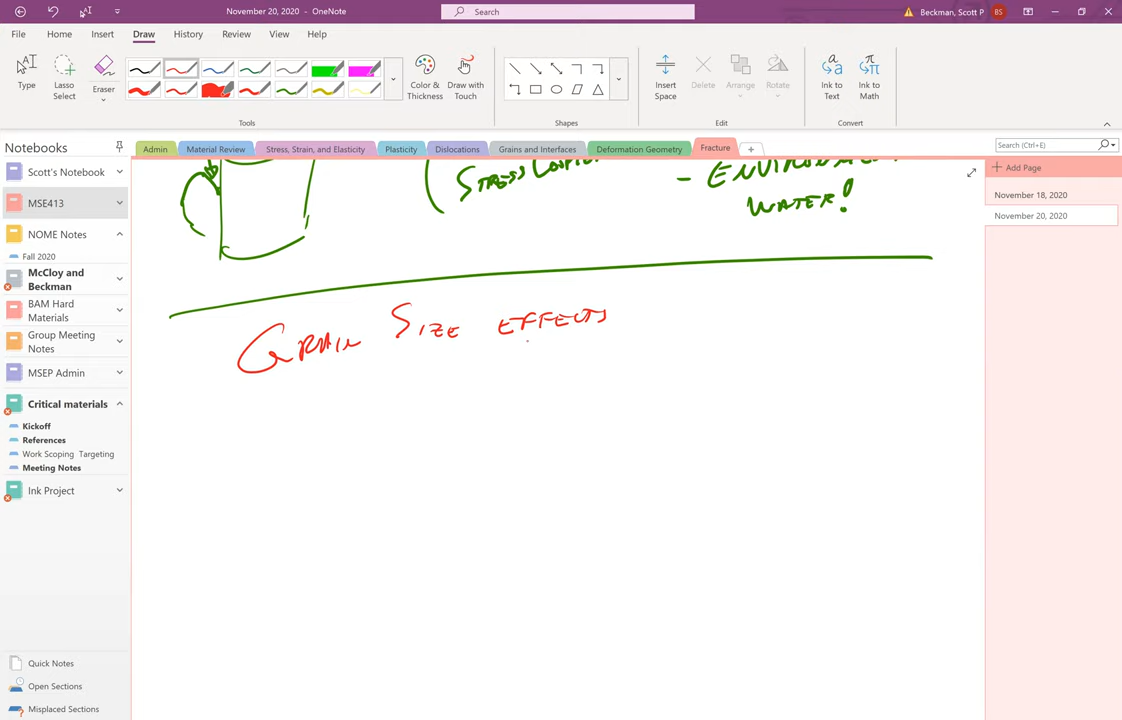 November 20, 2020 - OneNote
Search
Beckman, Scott P
BS
File Home Insert Draw History Review View Help
Type
Lasso Select
Eraser
Color & Thickness
Draw with Touch
Insert Space
Delete
Arrange
Rotate
Ink to Text
Ink to Math
Tools
Shapes
Edit
Convert
Notebooks
Admin Material Review Stress, Strain, and Elasticity Plasticity Dislocations Grains and Interfaces Deformation Geometry Fracture
Search (Ctrl+E)
Scott's Notebook
MSE413
NOME Notes
Fall 2020
McCloy and Beckman
BAM Hard Materials
Group Meeting Notes
MSEP Admin
Critical materials
Kickoff
References
Work Scoping Targeting
Meeting Notes
Ink Project
Quick Notes
Open Sections
Misplaced Sections
Add Page
November 18, 2020
November 20, 2020
STRESS
WATER!
GRAIN SIZE EFFECTS